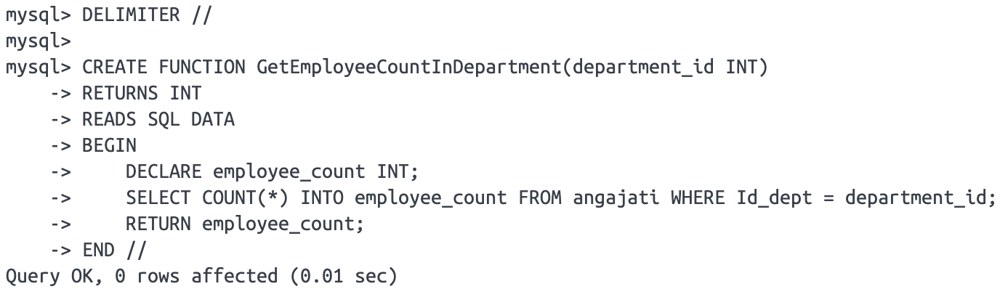 mysql> DELIMITER //
mysql>
mysql> CREATE FUNCTION GetEmployeeCountInDepartment(department_id INT)
    -> RETURNS INT
    -> READS SQL DATA
    -> BEGIN
    ->     DECLARE employee_count INT;
    ->     SELECT COUNT(*) INTO employee_count FROM angajati WHERE Id_dept = department_id;
    ->     RETURN employee_count;
    -> END //
Query OK, 0 rows affected (0.01 sec)